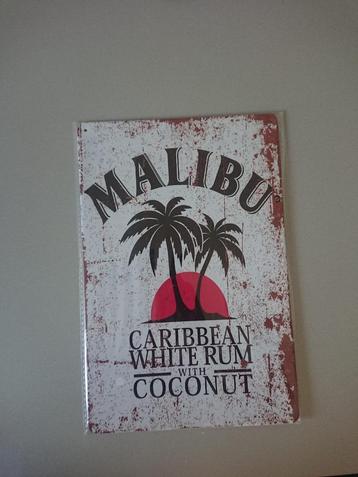 MALIBU
CARIBBEAN
WHITE RUM
WITH
COCONUT